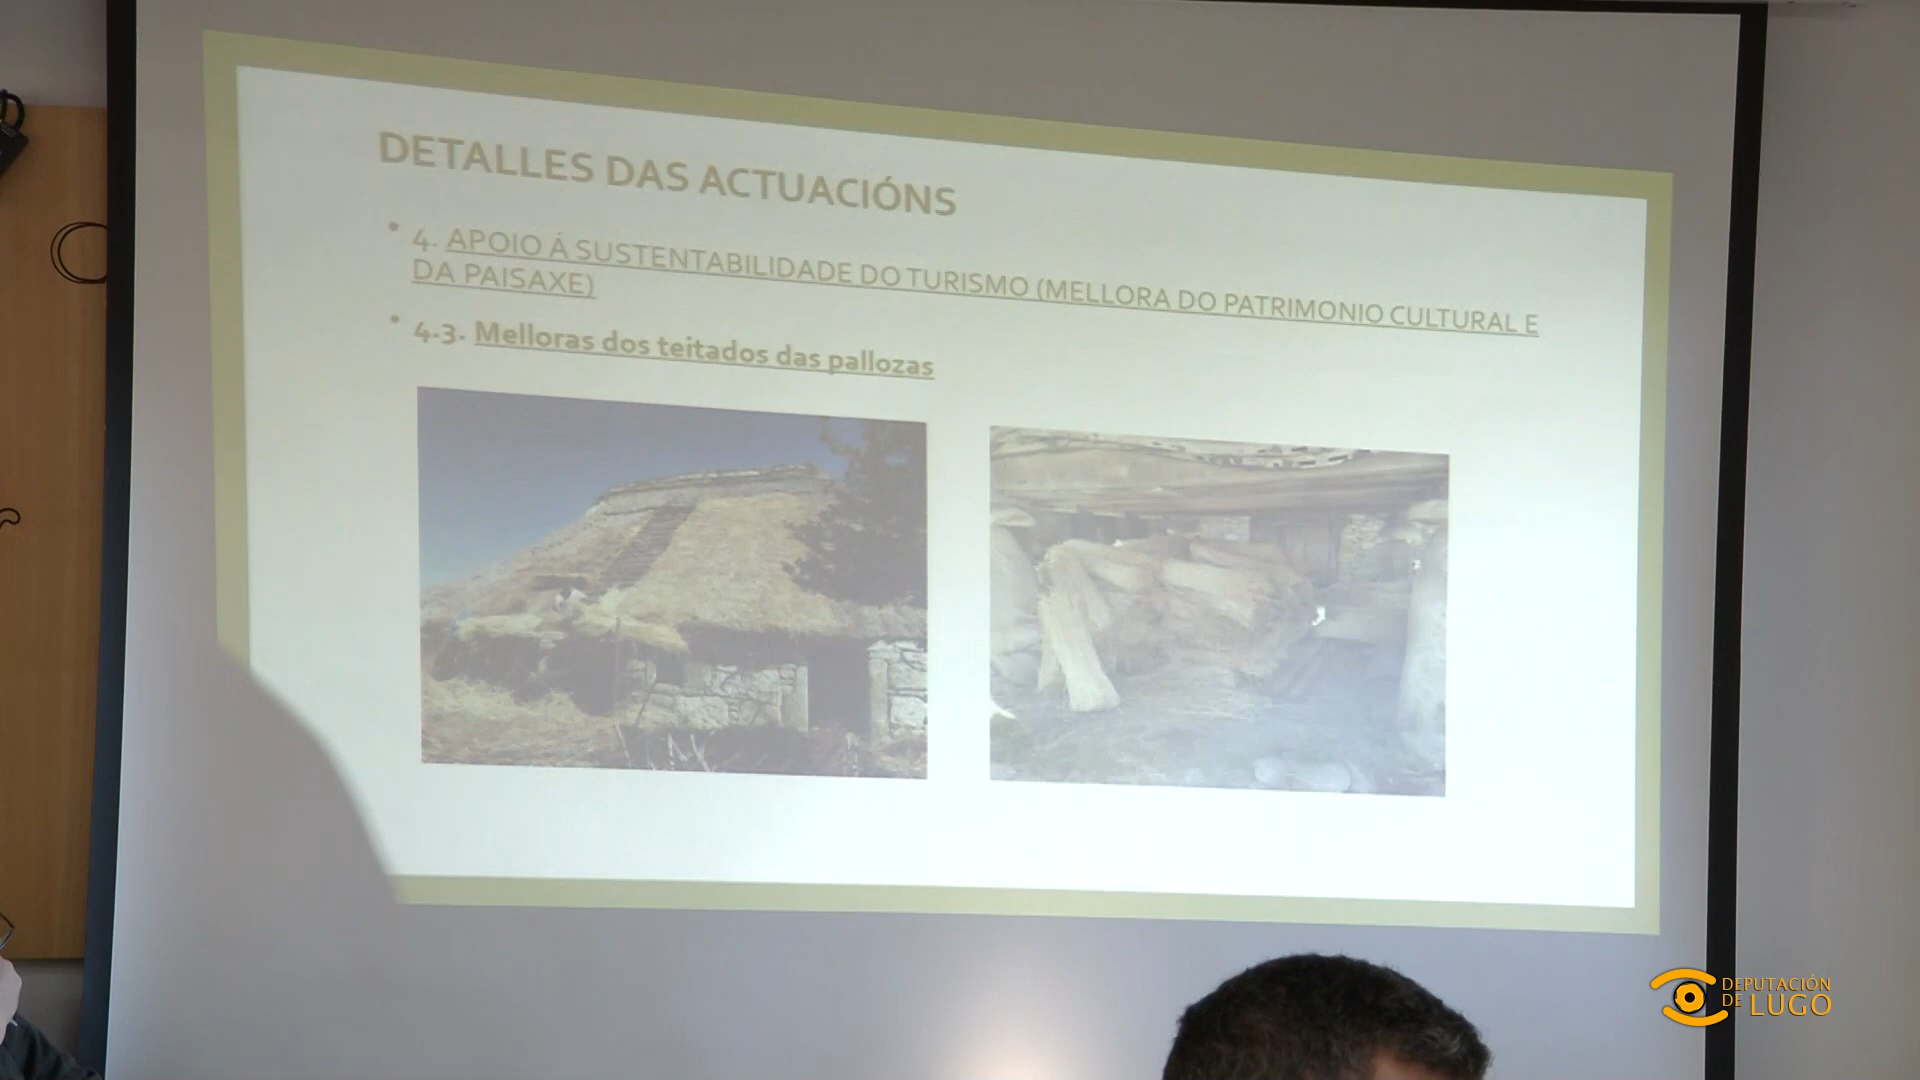 DETALLES DAS ACTUACIÓNS
4. APOIO Á SUSTENTABILIDADE DO TURISMO (MELLORA DO PATRIMONIO CULTURAL E
DA PAISAXE)
4.3. Melloras dos teitados das pallozas
DEPUTACIÓN
DE LUGO